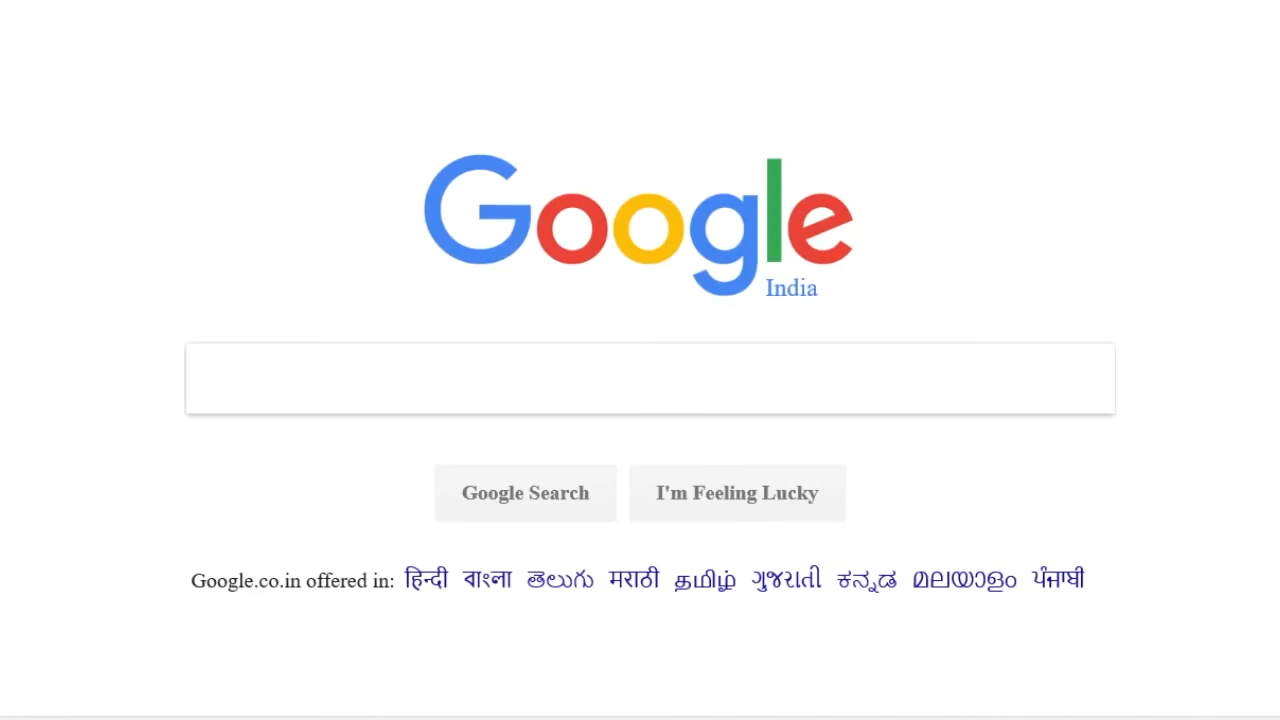 Google
India
Google Search I'm Feeling Lucky
Google.co.in offered in: हिन्दी বাংলা తెలుగు मराठी தமிழ் ગુજરાતી ಕನ್ನಡ മലയാളം ਪੰਜਾਬੀ